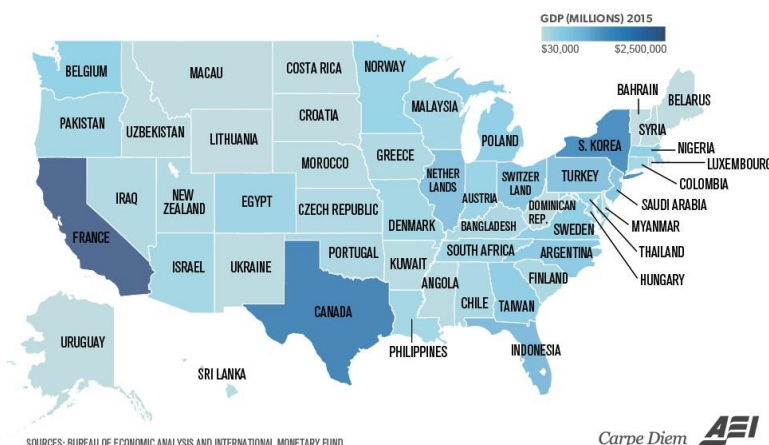 GDP (MILLIONS) 2015
$30,000 $2,500,000
BELGIUM
MACAU
COSTA RICA
NORWAY
BAHRAIN
BELARUS
PAKISTAN
UZBEKISTAN
LITHUANIA
CROATIA
MALAYSIA
SYRIA
S. KOREA
NIGERIA
LUXEMBOURG
COLOMBIA
SAUDI ARABIA
MYANMAR
THAILAND
HUNGARY
POLAND
TURKEY
MOROCCO
GREECE
FRANCE
IRAQ
NEW
ZEALAND
EGYPT
CZECH REPUBLIC
NETHER
LANDS
AUSTRIA
SWITZER
LAND
DOMINICAN
REP.
BANGLADESH
SWEDEN
DENMARK
ISRAEL
UKRAINE
PORTUGAL
KUWAIT
SOUTH AFRICA
ARGENTINA
FINLAND
ANGOLA
CHILE
TAIWAN
CANADA
PHILIPPINES
INDONESIA
URUGUAY
SRI LANKA
SOURCES: BUREAU OF ECONOMIC ANALYSIS AND INTERNATIONAL MONETARY FUND
Carpe Diem AEI